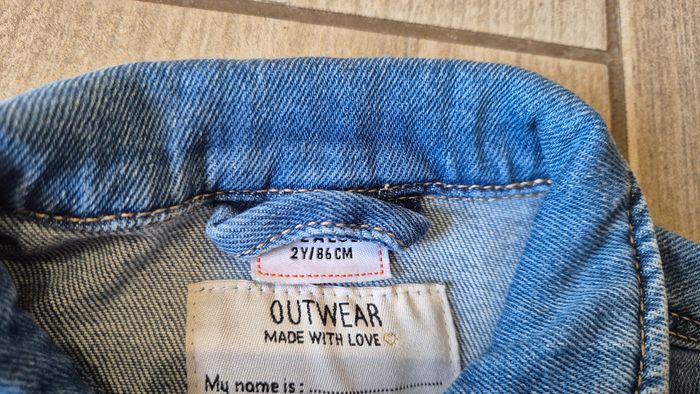 2Y/86CM
OUTWEAR
MADE WITH LOVE
My name is : ....................